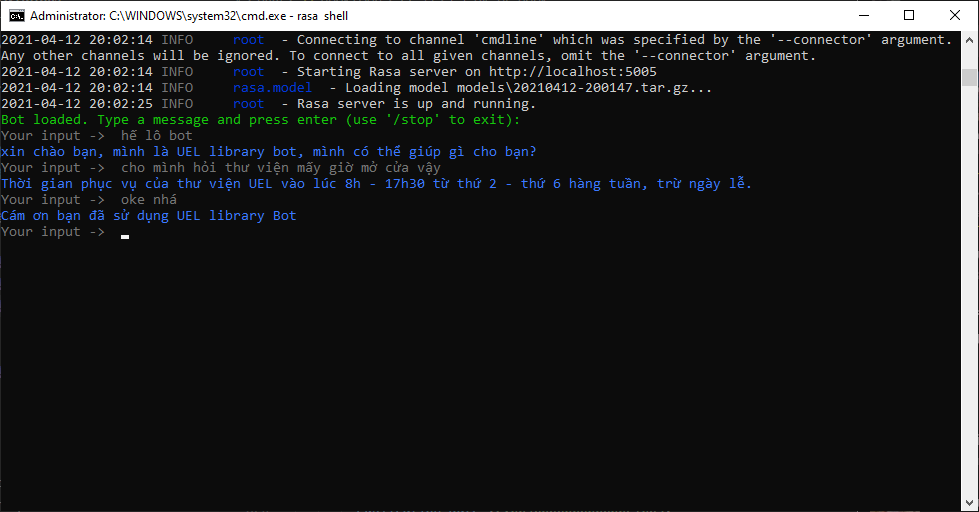 Administrator: C:\WINDOWS\system32\cmd.exe - rasa  shell
2021-04-12 20:02:14 INFO     root  - Connecting to channel 'cmdline' which was specified by the '--connector' argument.
Any other channels will be ignored. To connect to all given channels, omit the '--connector' argument.
2021-04-12 20:02:14 INFO     root  - Starting Rasa server on http://localhost:5005
2021-04-12 20:02:14 INFO     rasa.model  - Loading model models\20210412-200147.tar.gz...
2021-04-12 20:02:25 INFO     root  - Rasa server is up and running.
Bot loaded. Type a message and press enter (use '/stop' to exit):
Your input ->  hế lô bot
xin chào bạn, mình là UEL library bot, mình có thể giúp gì cho bạn?
Your input ->  cho mình hỏi thư viện mấy giờ mở cửa vậy
Thời gian phục vụ của thư viện UEL vào lúc 8h - 17h30 từ thứ 2 - thứ 6 hàng tuần, trừ ngày lễ.
Your input ->  oke nhá
Cám ơn bạn đã sử dụng UEL library Bot
Your input ->